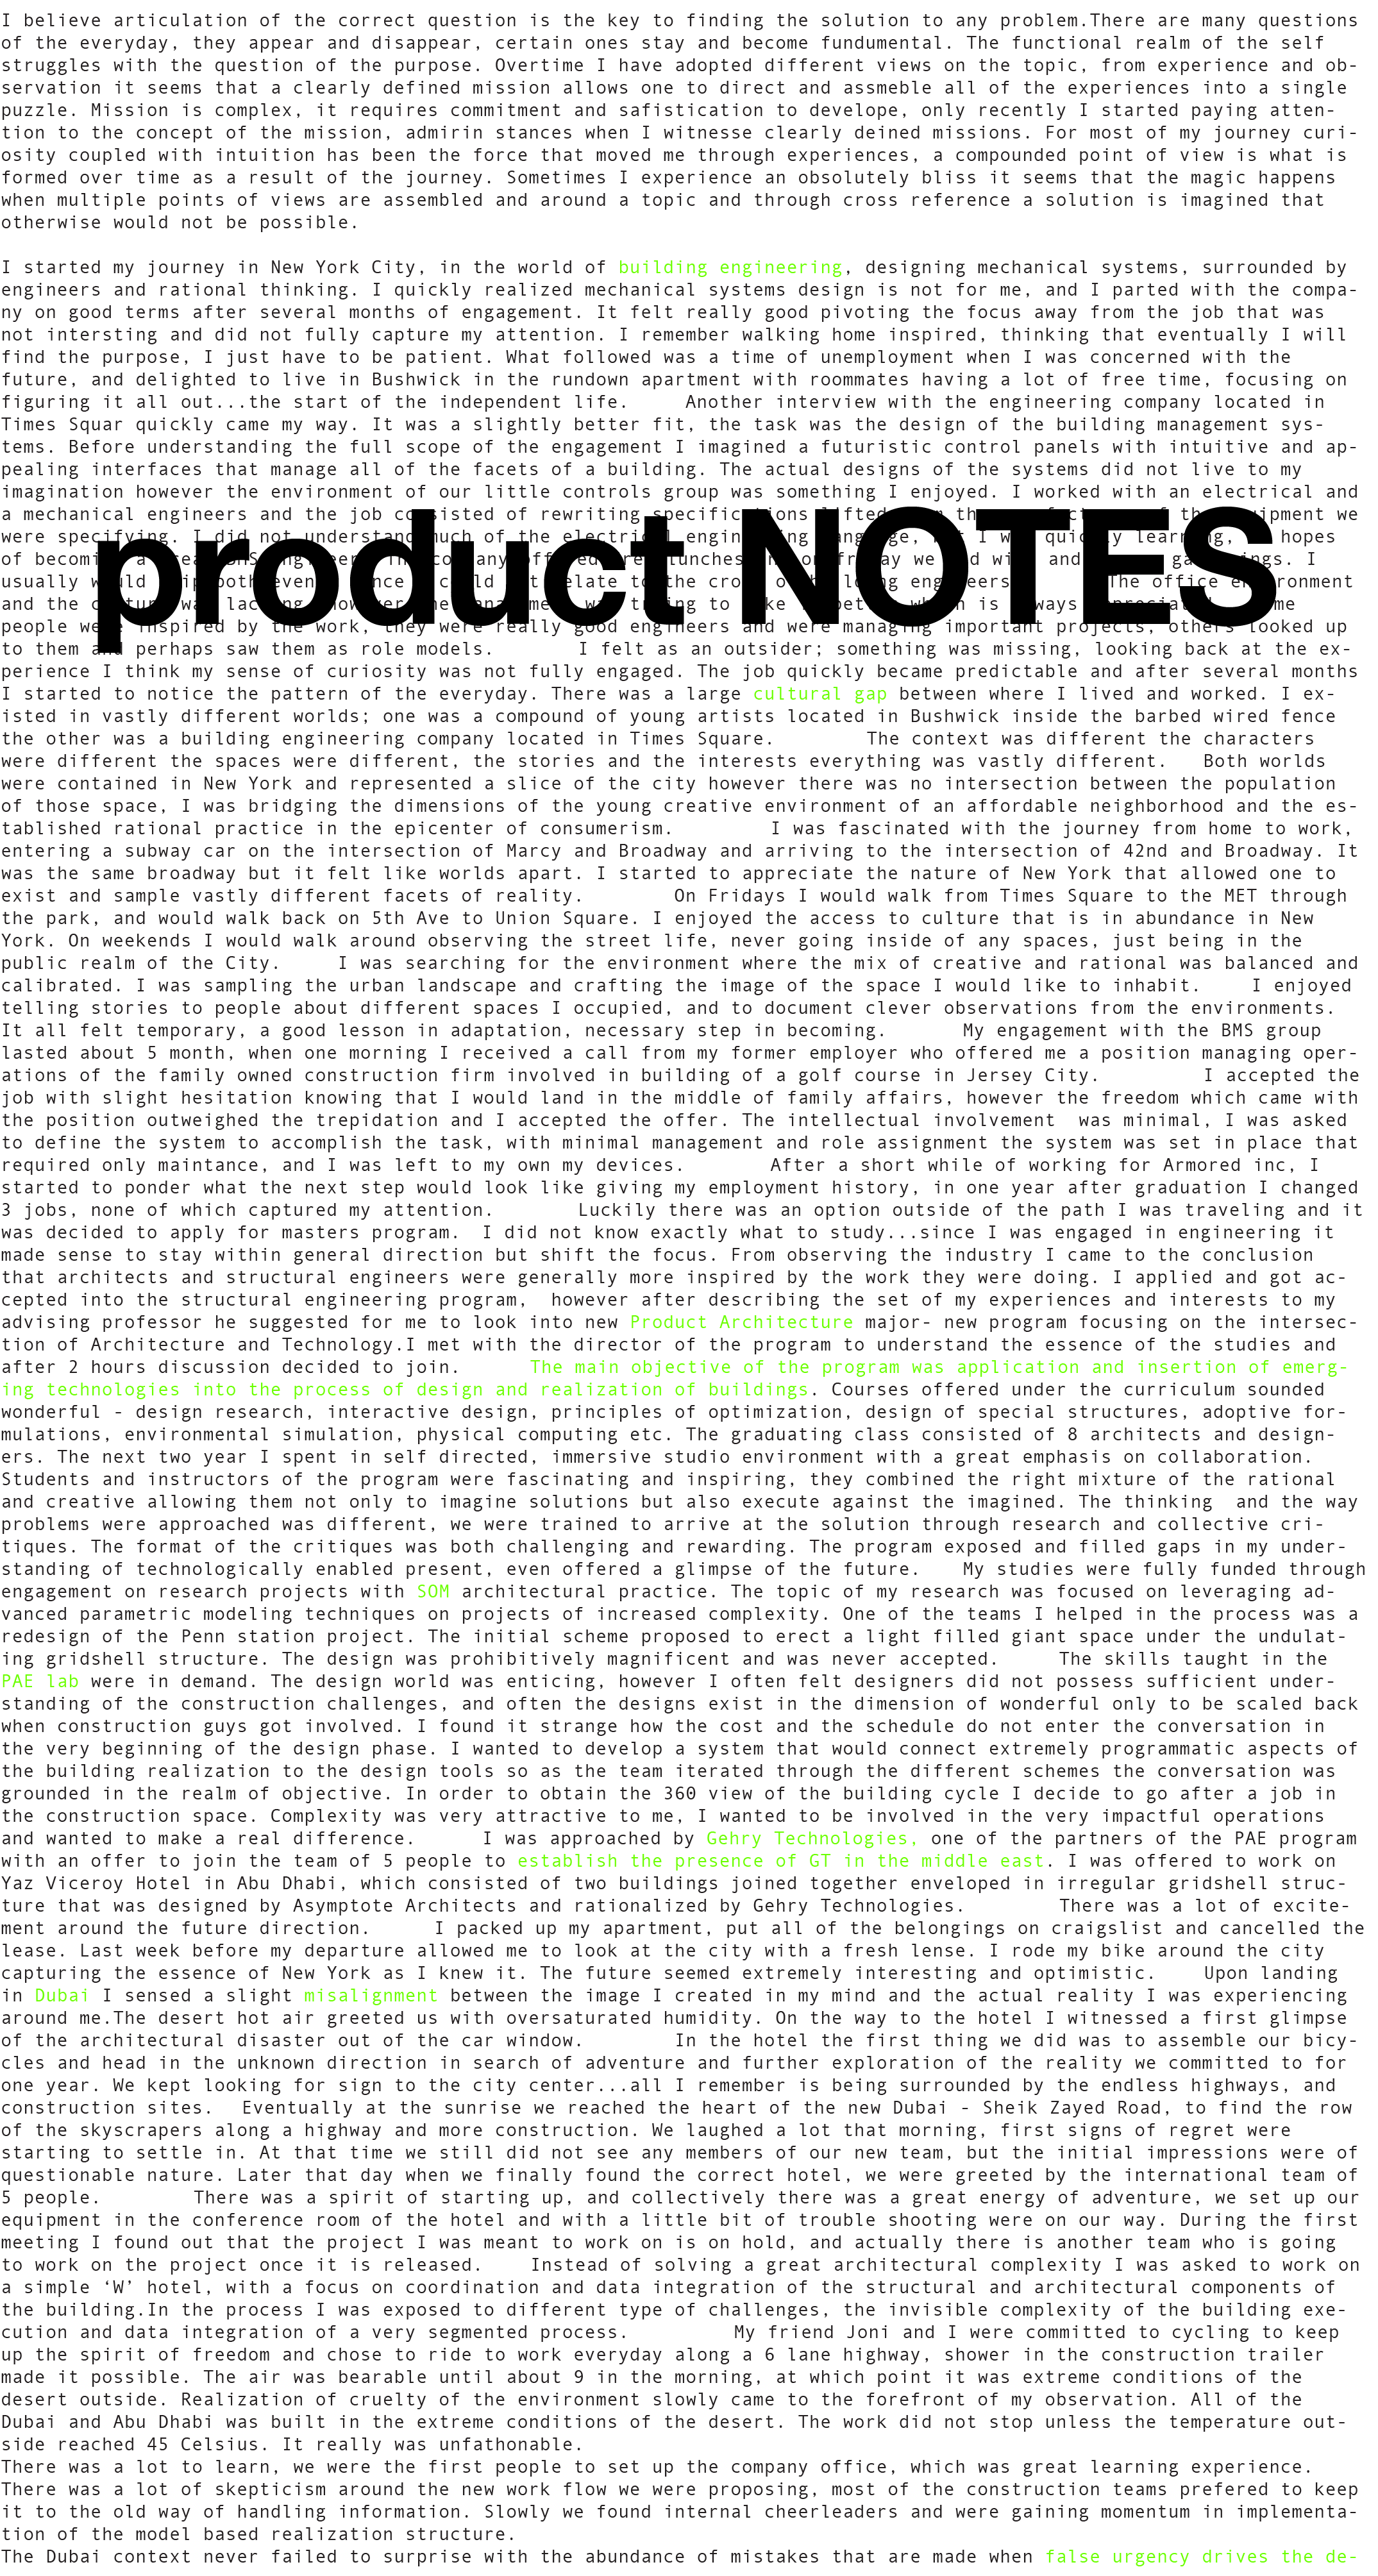 I believe articulation of the correct question is the key to finding the solution to any problem.There are many questions
of the everyday, they appear and disappear, certain ones stay and become fundumental. The functional realm of the self
struggles with the question of the purpose. Overtime I have adopted different views on the topic, from experience and ob-
servation it seems that a clearly defined mission allows one to direct and assmeble all of the experiences into a single
puzzle. Mission is complex, it requires commitment and safistication to develope, only recently I started paying atten-
tion to the concept of the mission, admirin stances when I witnesse clearly deined missions. For most of my journey curi-
osity coupled with intuition has been the force that moved me through experiences, a compounded point of view is what is
formed over time as a result of the journey. Sometimes I experience an absolutely bliss it seems that the magic happens
when multiple points of views are assembled and around a topic and through cross reference a solution is imagined that
otherwise would not be possible.
I started my journey in New York City, in the world of building engineering, designing mechanical systems, surrounded by
engineers and rational thinking. I quickly realized mechanical systems design is not for me, and I parted with the compa-
ny on good terms after several months of engagement. It felt really good pivoting the focus away from the job that was
not intersting and did not fully capture my attention. I remember walking home inspired, thinking that eventually I will
find the purpose, I just have to be patient. What followed was a time of unemployment when I was concerned with the
future, and delighted to live in Bushwick in the rundown apartment with roommates having a lot of free time, focusing on
figuring it all out...the start of the independent life. Another interview with the engineering company located in
Times Squar quickly came my way. It was a slightly better fit, the task was the design of the building management sys-
tems. Before understanding the full scope of the engagement I imagined a futuristic control panels with intuitive and ap-
pealing interfaces that manage all of the facets of a building. The actual designs of the systems did not live to my
imagination however the environment of our little controls group was something I enjoyed. I worked with an electrical and
a mechanical engineers and the job consisted of rewriting specifications lifted the of the equipment we
were specifying. I did not understand much of the electrical language, I quickly learning, hopes
of and on friday we and
product NOTES
usually would both could relate to the building engineers The office environment
and the was lacking, however the was trying to is always
people were inspired by the work, they were really good engineers and were managing important projects, others looked up
to them and perhaps saw them as role models. I felt as an outsider; something was missing, looking back at the ex-
perience I think my sense of curiosity was not fully engaged. The job quickly became predictable and after several months
I started to notice the pattern of the everyday. There was a large cultural gap between where I lived and worked. I ex-
isted in vastly different worlds; one was a compound of young artists located in Bushwick inside the barbed wired fence
the other was a building engineering company located in Times Square. The context was different the characters
were different the spaces were different, the stories and the interests everything was vastly different. Both worlds
were contained in New York and represented a slice of the city however there was no intersection between the population
of those space, I was bridging the dimensions of the young creative environment of an affordable neighborhood and the es-
tablished rational practice in the epicenter of consumerism. I was fascinated with the journey from home to work,
entering a subway car on the intersection of Marcy and Broadway and arriving to the intersection of 42nd and Broadway. It
was the same broadway but it felt like worlds apart. I started to appreciate the nature of New York that allowed one to
exist and sample vastly different facets of reality. On Fridays I would walk from Times Square to the MET through
the park, and would walk back on 5th Ave to Union Square. I enjoyed the access to culture that is in abundance in New
York. On weekends I would walk around observing the street life, never going inside of any spaces, just being in the
public realm of the City. I was searching for the environment where the mix of creative and rational was balanced and
calibrated. I was sampling the urban landscape and crafting the image of the space I would like to inhabit. I enjoyed
telling stories to people about different spaces I occupied, and to document clever observations from the environments.
It all felt temporary, a good lesson in adaptation, necessary step in becoming. My engagement with the BMS group
lasted about 5 month, when one morning I received a call from my former employer who offered me a position managing oper-
ations of the family owned construction firm involved in building of a golf course in Jersey City. I accepted the
job with slight hesitation knowing that I would land in the middle of family affairs, however the freedom which came with
the position outweighed the trepidation and I accepted the offer. The intellectual involvement was minimal, I was asked
to define the system to accomplish the task, with minimal management and role assignment the system was set in place that
required only maintance, and I was left to my own my devices. After a short while of working for Armored inc, I
started to ponder what the next step would look like giving my employment history, in one year after graduation I changed
3 jobs, none of which captured my attention. Luckily there was an option outside of the path I was traveling and it
was decided to apply for masters program. I did not know exactly what to study...since I was engaged in engineering it
made sense to stay within general direction but shift the focus. From observing the industry I came to the conclusion
that architects and structural engineers were generally more inspired by the work they were doing. I applied and got ac-
cepted into the structural engineering program, however after describing the set of my experiences and interests to my
advising professor he suggested for me to look into new Product Architecture major- new program focusing on the intersec-
tion of Architecture and Technology.I met with the director of the program to understand the essence of the studies and
after 2 hours discussion decided to join. The main objective of the program was application and insertion of emerg-
ing technologies into the process of design and realization of buildings. Courses offered under the curriculum sounded
wonderful - design research, interactive design, principles of optimization, design of special structures, adoptive for-
mulations, environmental simulation, physical computing etc. The graduating class consisted of 8 architects and design-
ers. The next two year I spent in self directed, immersive studio environment with a great emphasis on collaboration.
Students and instructors of the program were fascinating and inspiring, they combined the right mixture of the rational
and creative allowing them not only to imagine solutions but also execute against the imagined. The thinking and the way
problems were approached was different, we were trained to arrive at the solution through research and collective cri-
tiques. The format of the critiques was both challenging and rewarding. The program exposed and filled gaps in my under-
standing of technologically enabled present, even offered a glimpse of the future. My studies were fully funded through
engagement on research projects with SOM architectural practice. The topic of my research was focused on leveraging ad-
vanced parametric modeling techniques on projects of increased complexity. One of the teams I helped in the process was a
redesign of the Penn station project. The initial scheme proposed to erect a light filled giant space under the undulat-
ing gridshell structure. The design was prohibitively magnificent and was never accepted. The skills taught in the
PAE lab were in demand. The design world was enticing, however I often felt designers did not possess sufficient under-
standing of the construction challenges, and often the designs exist in the dimension of wonderful only to be scaled back
when construction guys got involved. I found it strange how the cost and the schedule do not enter the conversation in
the very beginning of the design phase. I wanted to develop a system that would connect extremely programmatic aspects of
the building realization to the design tools so as the team iterated through the different schemes the conversation was
grounded in the realm of objective. In order to obtain the 360 view of the building cycle I decide to go after a job in
the construction space. Complexity was very attractive to me, I wanted to be involved in the very impactful operations
and wanted to make a real difference. I was approached by Gehry Technologies, one of the partners of the PAE program
with an offer to join the team of 5 people to establish the presence of GT in the middle east. I was offered to work on
Yaz Viceroy Hotel in Abu Dhabi, which consisted of two buildings joined together enveloped in irregular gridshell struc-
ture that was designed by Asymptote Architects and rationalized by Gehry Technologies. There was a lot of excite-
ment around the future direction. I packed up my apartment, put all of the belongings on craigslist and cancelled the
lease. Last week before my departure allowed me to look at the city with a fresh lense. I rode my bike around the city
capturing the essence of New York as I knew it. The future seemed extremely interesting and optimistic. Upon landing
in Dubai I sensed a slight misalignment between the image I created in my mind and the actual reality I was experiencing
around me.The desert hot air greeted us with oversaturated humidity. On the way to the hotel I witnessed a first glimpse
of the architectural disaster out of the car window. In the hotel the first thing we did was to assemble our bicy-
cles and head in the unknown direction in search of adventure and further exploration of the reality we committed to for
one year. We kept looking for sign to the city center...all I remember is being surrounded by the endless highways, and
construction sites. Eventually at the sunrise we reached the heart of the new Dubai - Sheik Zayed Road, to find the row
of the skyscrapers along a highway and more construction. We laughed a lot that morning, first signs of regret were
starting to settle in. At that time we still did not see any members of our new team, but the initial impressions were of
questionable nature. Later that day when we finally found the correct hotel, we were greeted by the international team of
5 people. There was a spirit of starting up, and collectively there was a great energy of adventure, we set up our
equipment in the conference room of the hotel and with a little bit of trouble shooting were on our way. During the first
meeting I found out that the project I was meant to work on is on hold, and actually there is another team who is going
to work on the project once it is released. Instead of solving a great architectural complexity I was asked to work on
a simple ‘W’ hotel, with a focus on coordination and data integration of the structural and architectural components of
the building.In the process I was exposed to different type of challenges, the invisible complexity of the building exe-
cution and data integration of a very segmented process. My friend Joni and I were committed to cycling to keep
up the spirit of freedom and chose to ride to work everyday along a 6 lane highway, shower in the construction trailer
made it possible. The air was bearable until about 9 in the morning, at which point it was extreme conditions of the
desert outside. Realization of cruelty of the environment slowly came to the forefront of my observation. All of the
Dubai and Abu Dhabi was built in the extreme conditions of the desert. The work did not stop unless the temperature out-
side reached 45 Celsius. It really was unfathonable.
There was a lot to learn, we were the first people to set up the company office, which was great learning experience.
There was a lot of skepticism around the new work flow we were proposing, most of the construction teams prefered to keep
it to the old way of handling information. Slowly we found internal cheerleaders and were gaining momentum in implementa-
tion of the model based realization structure.
The Dubai context never failed to surprise with the abundance of mistakes that are made when false urgency drives the de-